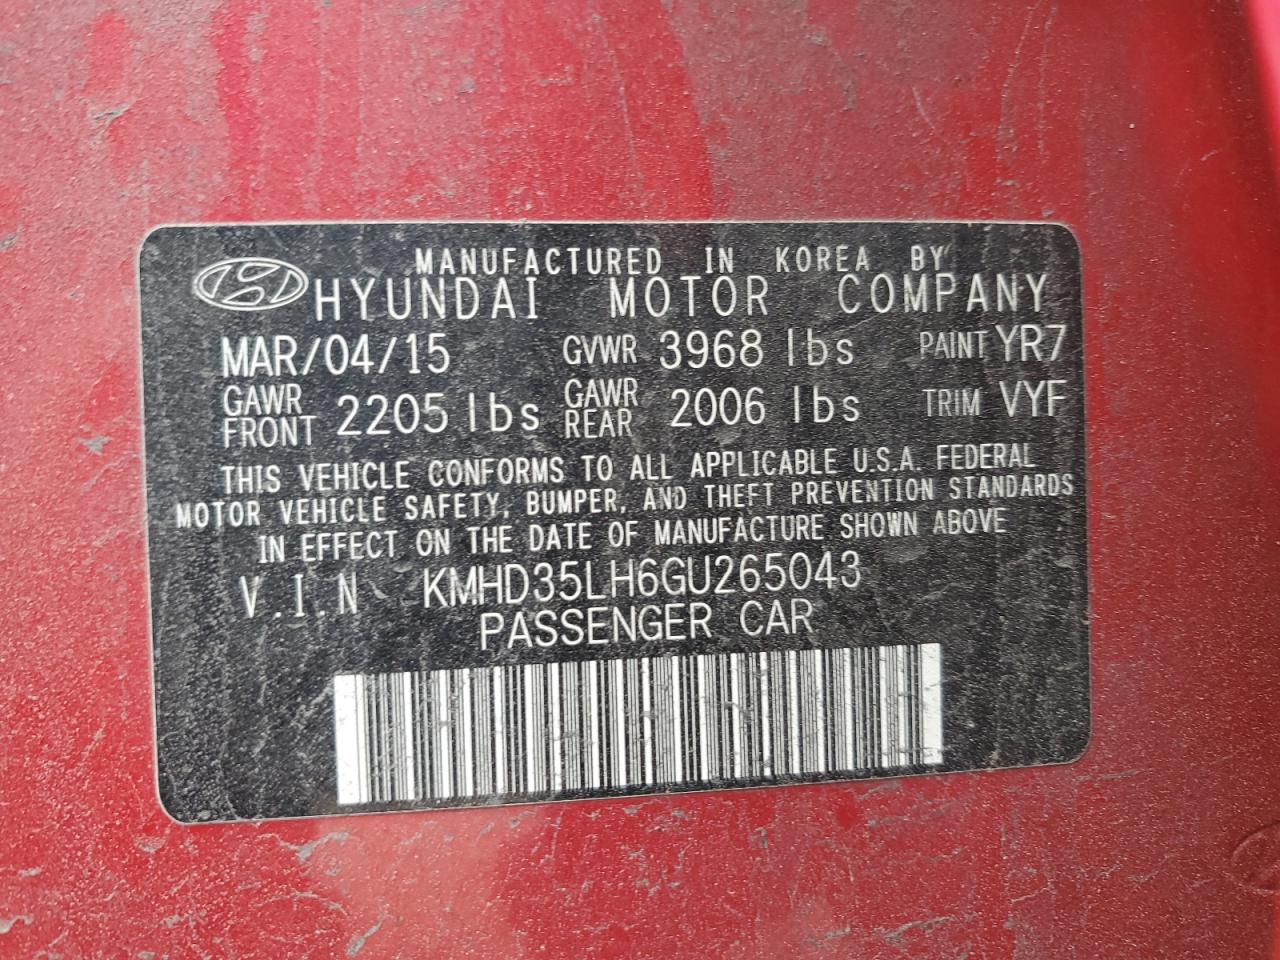 MANUFACTURED IN KOREA BY
HYUNDAI MOTOR COMPANY
MAR/04/15 GVWR 3968 lbs PAINT YR7
GAWR FRONT 2205 lbs GAWR REAR 2006 lbs TRIM VYF
THIS VEHICLE CONFORMS TO ALL APPLICABLE U.S.A. FEDERAL
MOTOR VEHICLE SAFETY, BUMPER, AND THEFT PREVENTION STANDARDS
IN EFFECT ON THE DATE OF MANUFACTURE SHOWN ABOVE
V.I.N KMHD35LH6GU265043
PASSENGER CAR